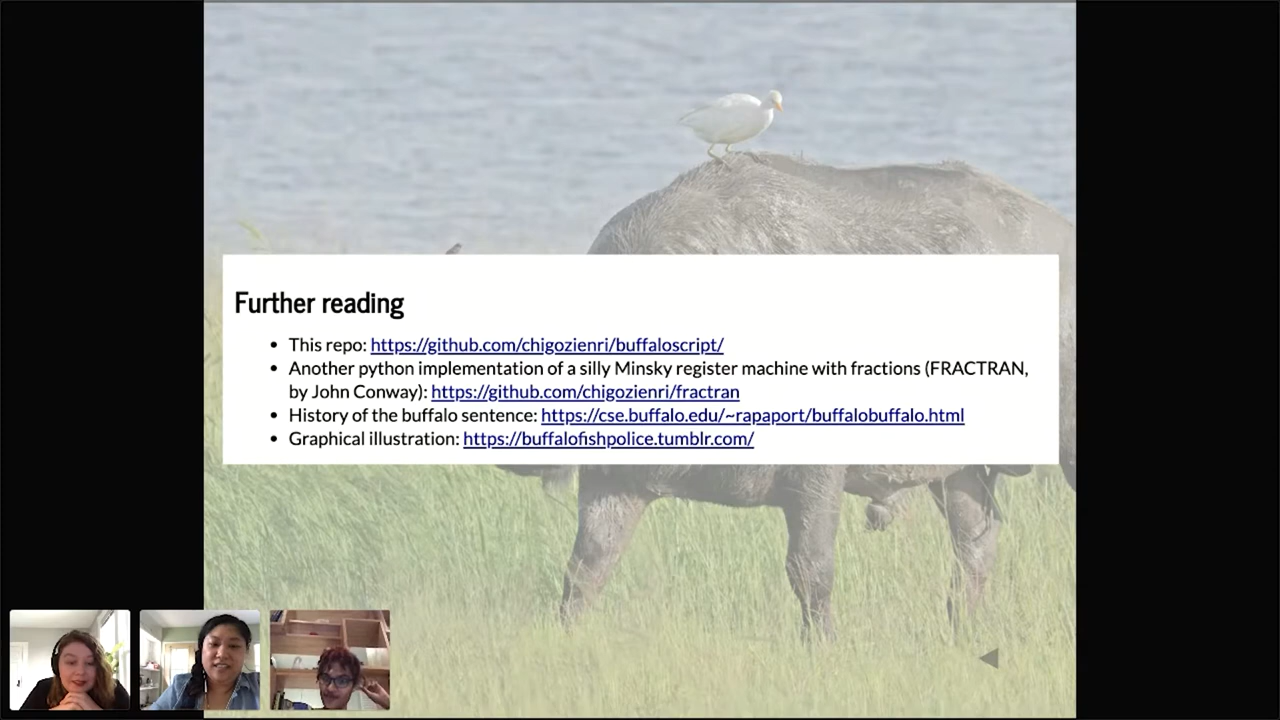 Further reading
• This repo: https://github.com/chigozienri/buffaloscript/
• Another python implementation of a silly Minsky register machine with fractions (FRACTRAN,
by John Conway): https://github.com/chigozienri/fractran
• History of the buffalo sentence: https://cse.buffalo.edu/~rapaport/buffalobuffalo.html
• Graphical illustration: https://buffalofishpolice.tumblr.com/